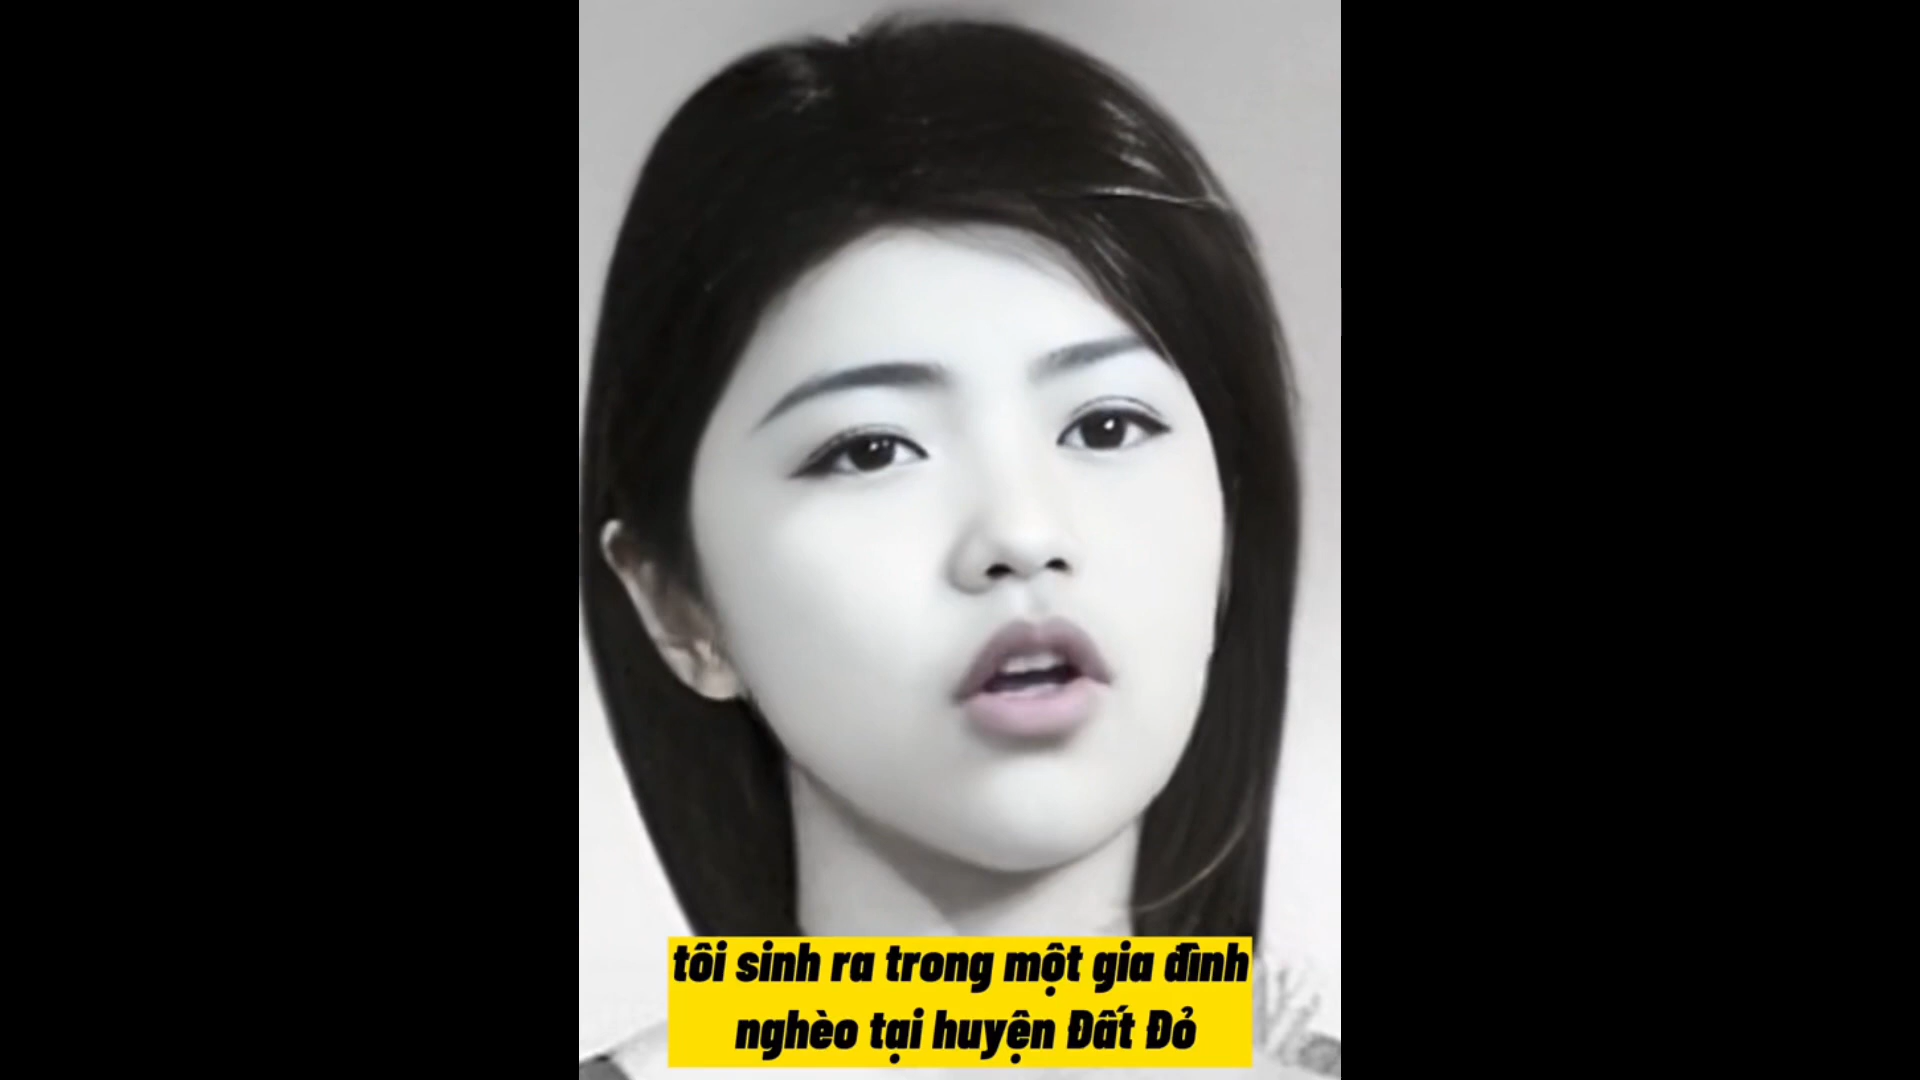 tôi sinh ra trong một gia đình
nghèo tại huyện Đất Đỏ